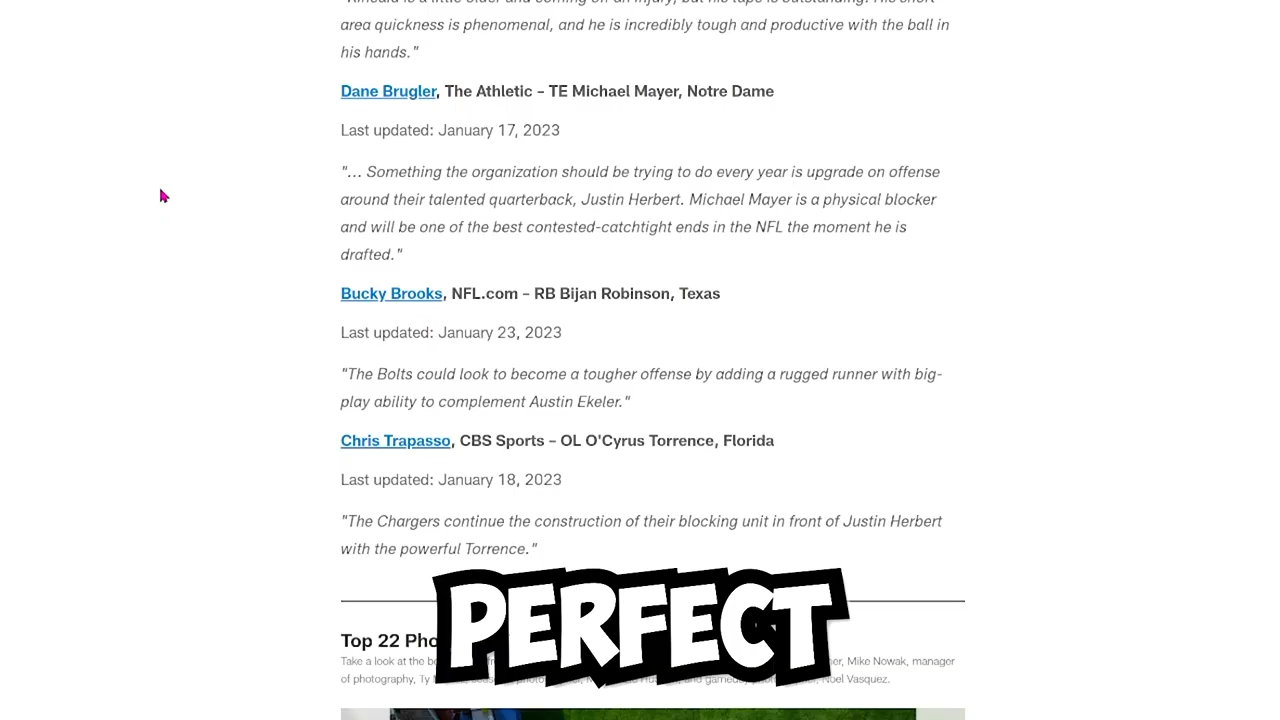 "Kincaid is a little older and coming off an injury, but his tape is outstanding. His short-
area quickness is phenomenal, and he is incredibly tough and productive with the ball in
his hands."
Dane Brugler, The Athletic – TE Michael Mayer, Notre Dame
Last updated: January 17, 2023
"... Something the organization should be trying to do every year is upgrade on offense
around their talented quarterback, Justin Herbert. Michael Mayer is a physical blocker
and will be one of the best contested-catchtight ends in the NFL the moment he is
drafted."
Bucky Brooks, NFL.com – RB Bijan Robinson, Texas
Last updated: January 23, 2023
"The Bolts could look to become a tougher offense by adding a rugged runner with big-
play ability to complement Austin Ekeler."
Chris Trapasso, CBS Sports – OL O'Cyrus Torrence, Florida
Last updated: January 18, 2023
"The Chargers continue the construction of their blocking unit in front of Justin Herbert
with the powerful Torrence."
PERFECT
Top 22
Take a look at the Mike Nowak, manager
of photography, Ty Noel Vasquez.